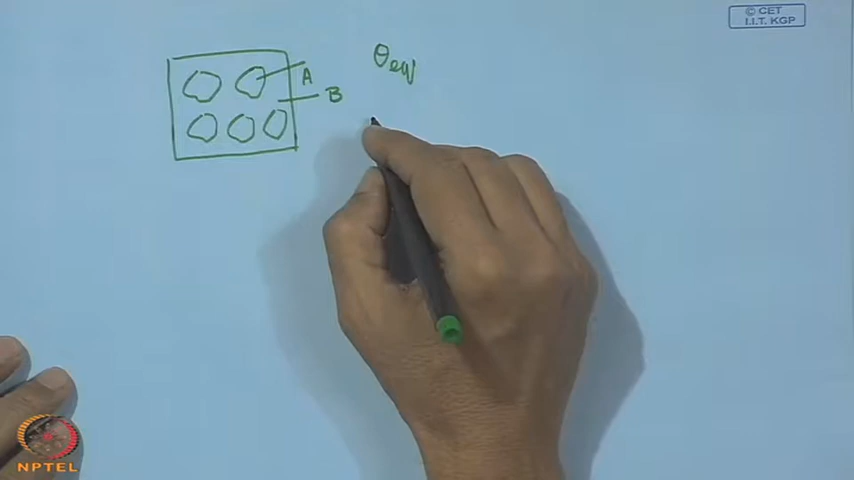 © CET
I.I.T. KGP
θeq
A
B
NPTEL